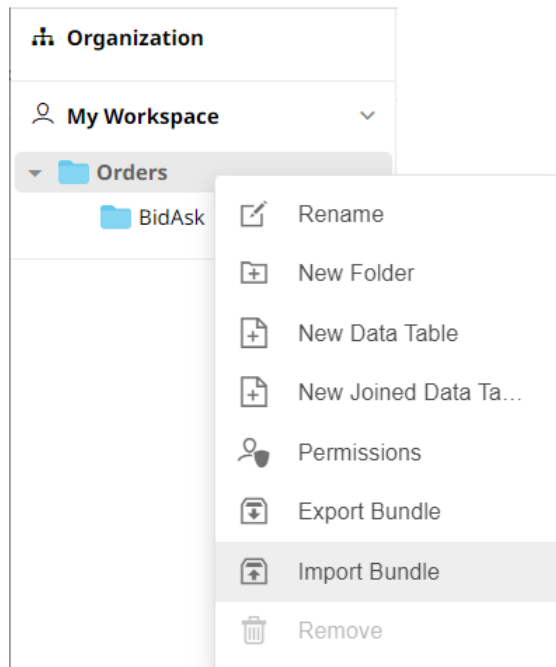 Organization
My Workspace
Orders
BidAsk
Rename
New Folder
New Data Table
New Joined Data Ta...
Permissions
Export Bundle
Import Bundle
Remove